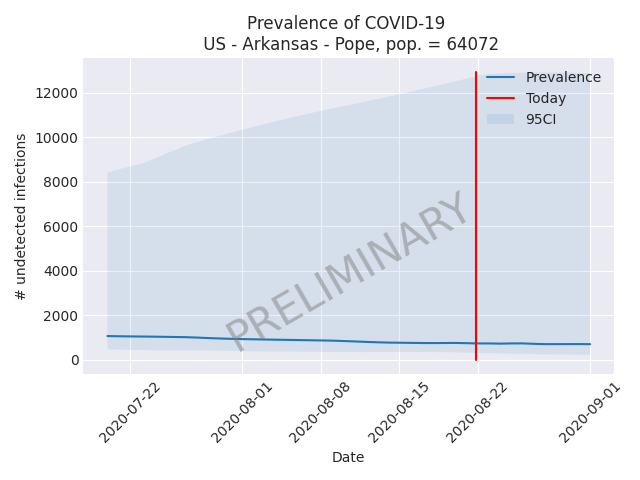 Prevalence of COVID-19
US - Arkansas - Pope, pop. = 64072
# undetected infections
12000
10000
8000
6000
4000
2000
0
Prevalence
Today
95CI
PRELIMINARY
2020-07-22
2020-08-01
2020-08-08
2020-08-15
2020-08-22
2020-09-01
Date